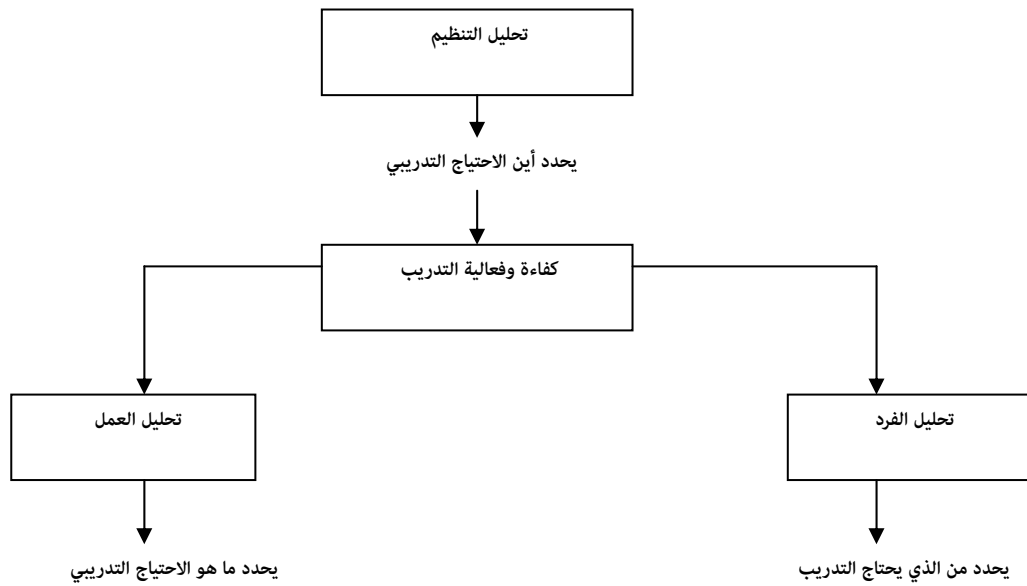 تحليل التنظيم
يحدد أين الاحتياج التدريبي
كفاءة وفعالية التدريب
تحليل الفرد
تحليل العمل
يحدد من الذي يحتاج التدريب
يحدد ما هو الاحتياج التدريبي